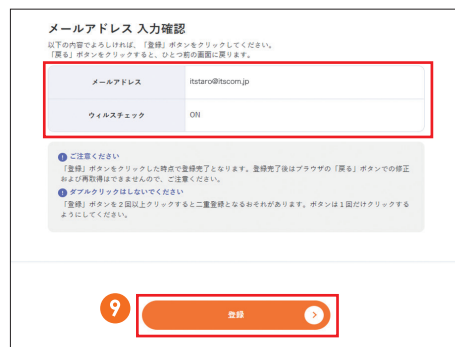 メールアドレス 入力確認
以下の内容でよろしければ、「登録」ボタンをクリックしてください。
「戻る」ボタンをクリックすると、ひとつ前の画面に戻ります。
メールアドレス itstaro@itscom.jp
ウィルスチェック ON
ご注意ください
「登録」ボタンをクリックした時点で登録完了となります。登録完了後はブラウザの「戻る」ボタンでの修正
および再取得はできませんので、ご注意ください。
ダブルクリックはしないでください
「登録」ボタンを2回以上クリックすると二重登録となるおそれがあります。ボタンは1回だけクリックする
ようにしてください。
9 登録